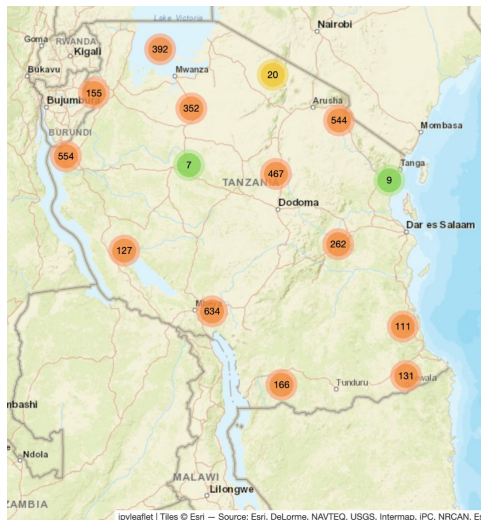 Lake Victoria
Nairobi
Goma
RWANDA
Kigali
392
Bukavu
Mwanza
20
155
Bujumbura
352
Arusha
544
Mombasa
BURUNDI
554
7
467
9
Tanga
TANZANIA
Dodoma
262
Dar es Salaam
127
634
111
131
wala
166
Tunduru
mbashi
Ndola
MALAWI
Lilongwe
ZAMBIA
ipyleaflet | Tiles © Esri — Source: Esri, DeLorme, NAVTEQ, USGS, Intermap, iPC, NRCAN, Es